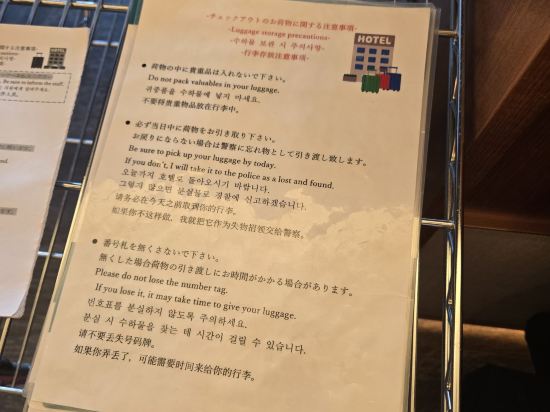 -チェックアウトのお荷物に関する注意事項-
-Luggage storage precautions-
-수하물 보관 시 주의사항-
-行李存放注意事项-
HOTEL
● 荷物の中に貴重品は入れないで下さい。
Do not pack valuables in your luggage.
귀중품을 수하물에 넣지 마세요.
不要将贵重物品放在行李中。
● 必ず当日中に荷物をお引き取り下さい。
お戻りにならない場合は警察に忘れ物として引き渡し致します。
Be sure to pick up your luggage by today.
If you don't, I will take it to the police as a lost and found.
오늘까지 호텔로 돌아오시기 바랍니다.
그렇지 않으면 분실물로 경찰에 신고하겠습니다.
请务必在今天之前取到你的行李。
如果你不这样做，我就把它作为失物招领交给警察。
● 番号札を無くさないで下さい。
無くした場合荷物の引き渡しにお時間がかかる場合があります。
Please do not lose the number tag.
If you lose it, it may take time to give your luggage.
번호표를 분실하지 않도록 주의하세요.
분실 시 수하물을 찾는 데 시간이 걸릴 수 있습니다.
请不要丢失号码牌。
如果你弄丢了，可能需要时间来给你的行李。